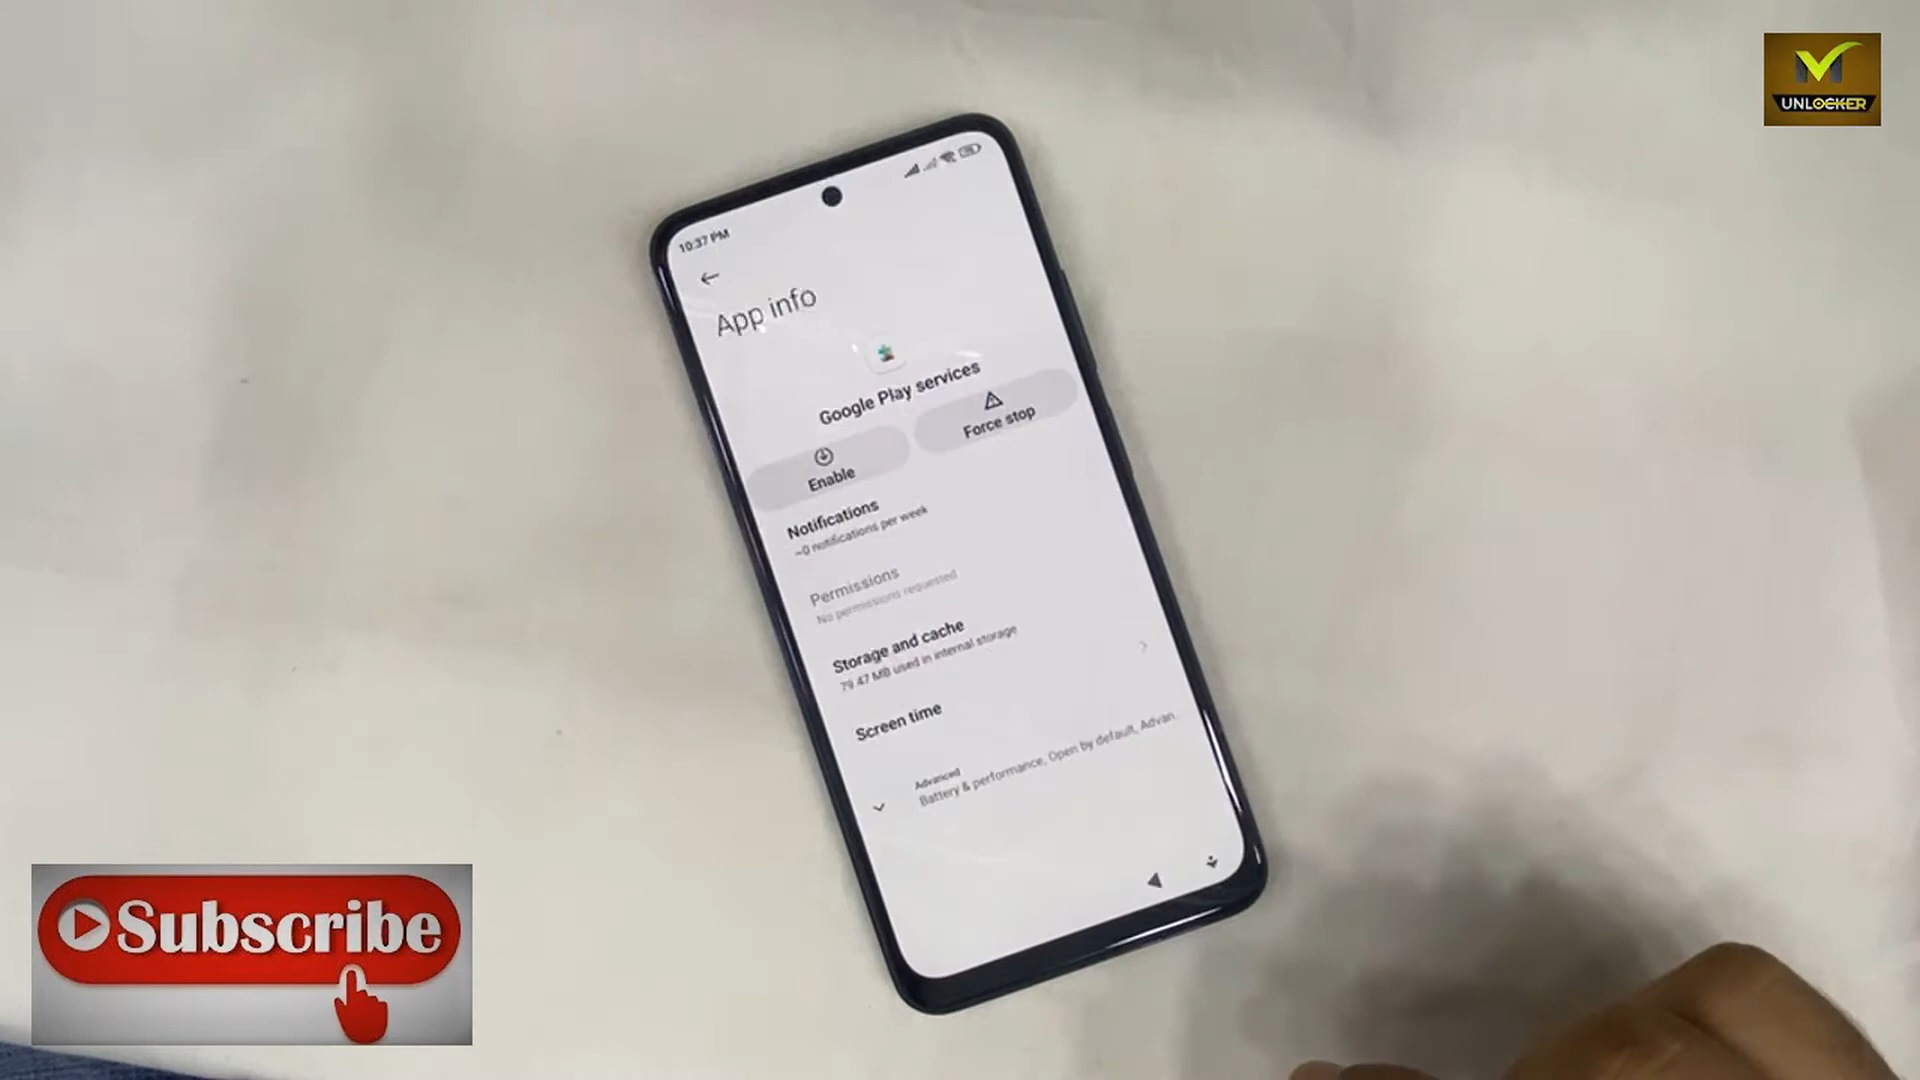 M
UNLOCKER
10:37 PM
App info
Google Play services
Enable
Force stop
Notifications
~0 notifications per week
Permissions
No permissions requested
Storage and cache
79.47 MB used in internal storage
Screen time
Advanced
Battery & performance, Open by default, Advan
Subscribe